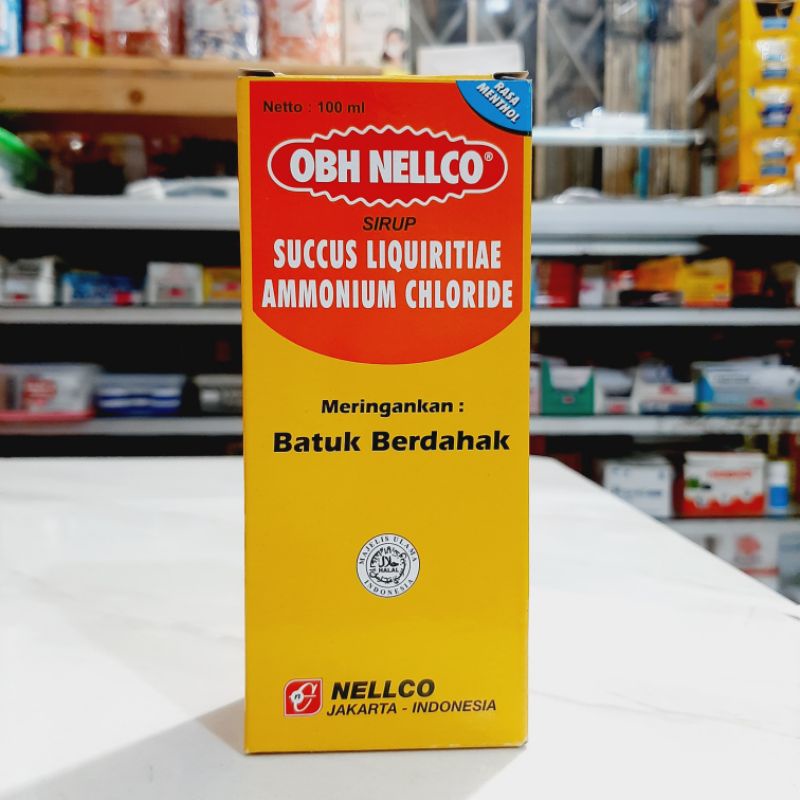 Netto : 100 ml
RASA
MENTHOL
OBH NELLCO®
SIRUP
SUCCUS LIQUIRITIAE
AMMONIUM CHLORIDE
Meringankan :
Batuk Berdahak
MAJELIS ULAMA
حلال
HALAL
INDONESIA
NELLCO
JAKARTA - INDONESIA